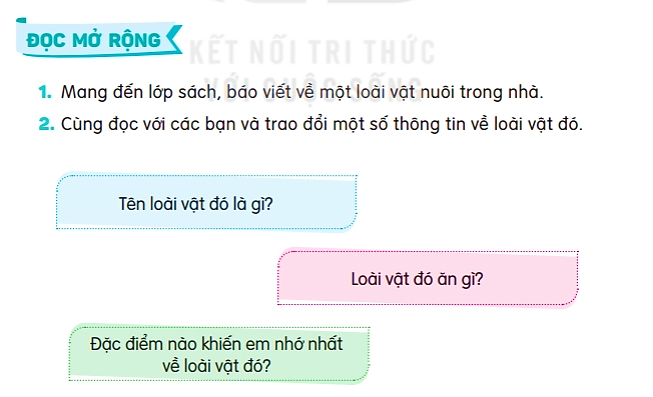 ĐỌC MỞ RỘNG
KẾT NỐI TRI THỨC
VỚI CUỘC SỐNG
1. Mang đến lớp sách, báo viết về một loài vật nuôi trong nhà.
2. Cùng đọc với các bạn và trao đổi một số thông tin về loài vật đó.
Tên loài vật đó là gì?
Loài vật đó ăn gì?
Đặc điểm nào khiến em nhớ nhất
về loài vật đó?